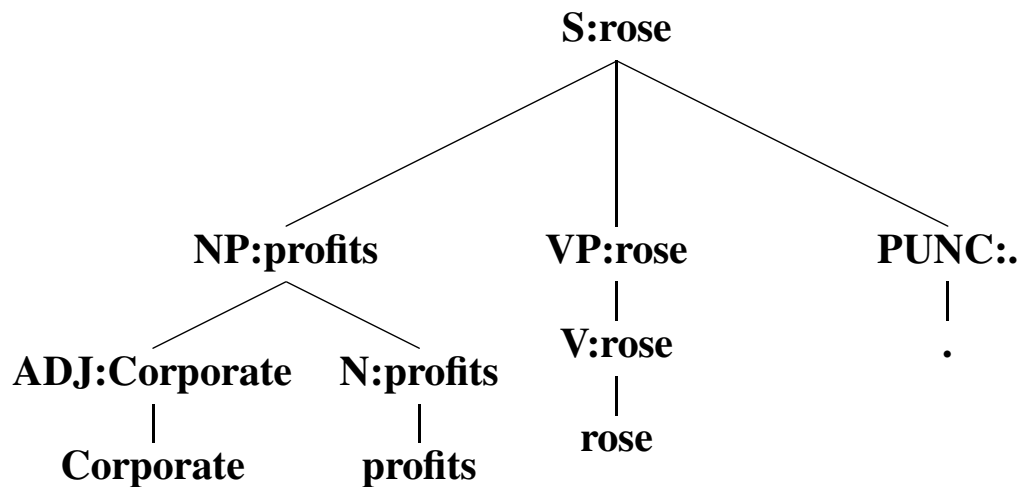 S:rose
NP:profits VP:rose PUNC:.
ADJ:Corporate N:profits V:rose .
Corporate profits rose